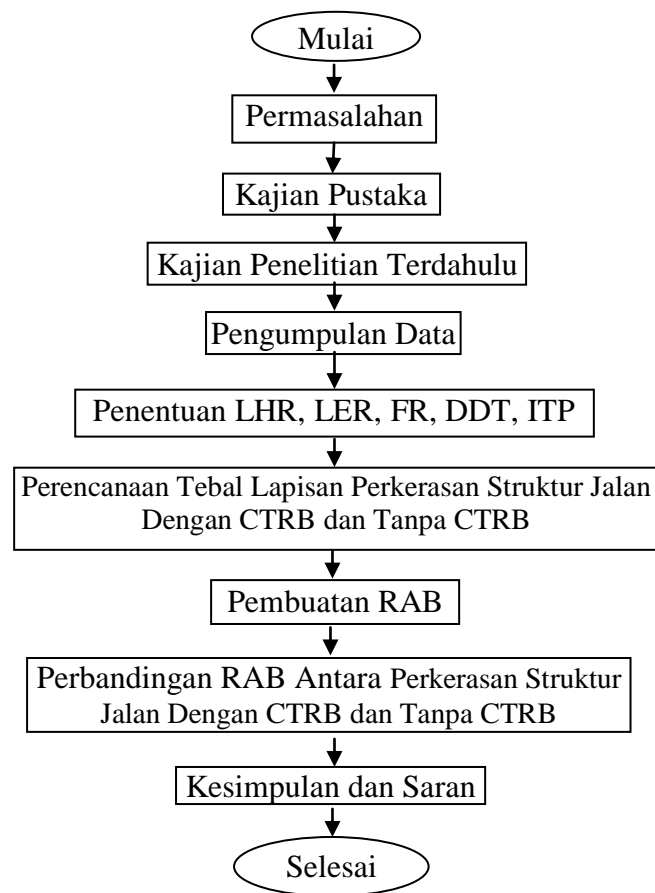 Mulai
Permasalahan
Kajian Pustaka
Kajian Penelitian Terdahulu
Pengumpulan Data
Penentuan LHR, LER, FR, DDT, ITP
Perencanaan Tebal Lapisan Perkerasan Struktur Jalan
Dengan CTRB dan Tanpa CTRB
Pembuatan RAB
Perbandingan RAB Antara Perkerasan Struktur
Jalan Dengan CTRB dan Tanpa CTRB
Kesimpulan dan Saran
Selesai